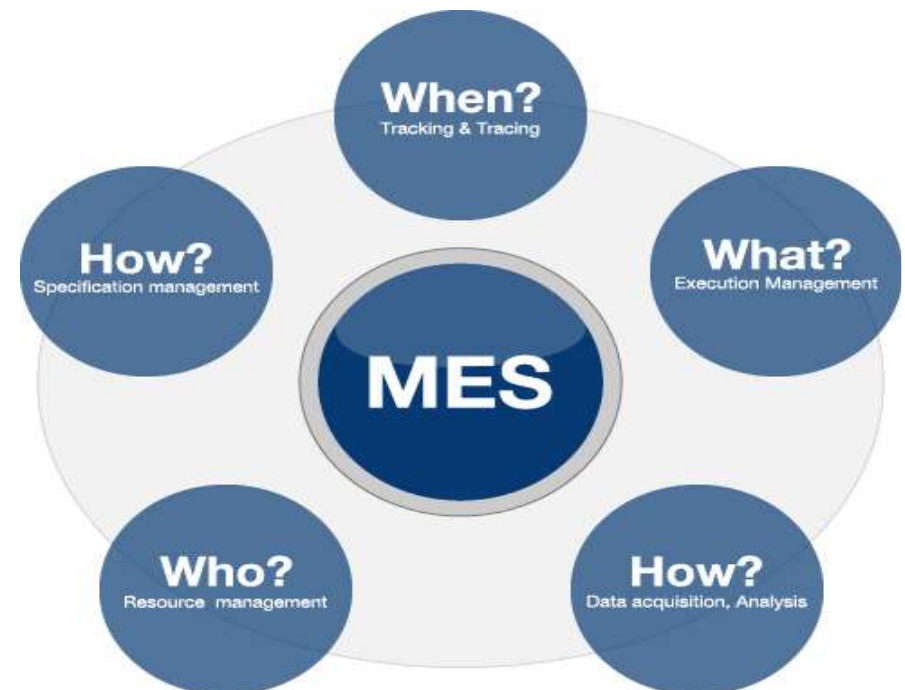 When?
Tracking & Tracing
How?
Specification management
What?
Execution Management
MES
Who?
Resource management
How?
Data acquisition, Analysis